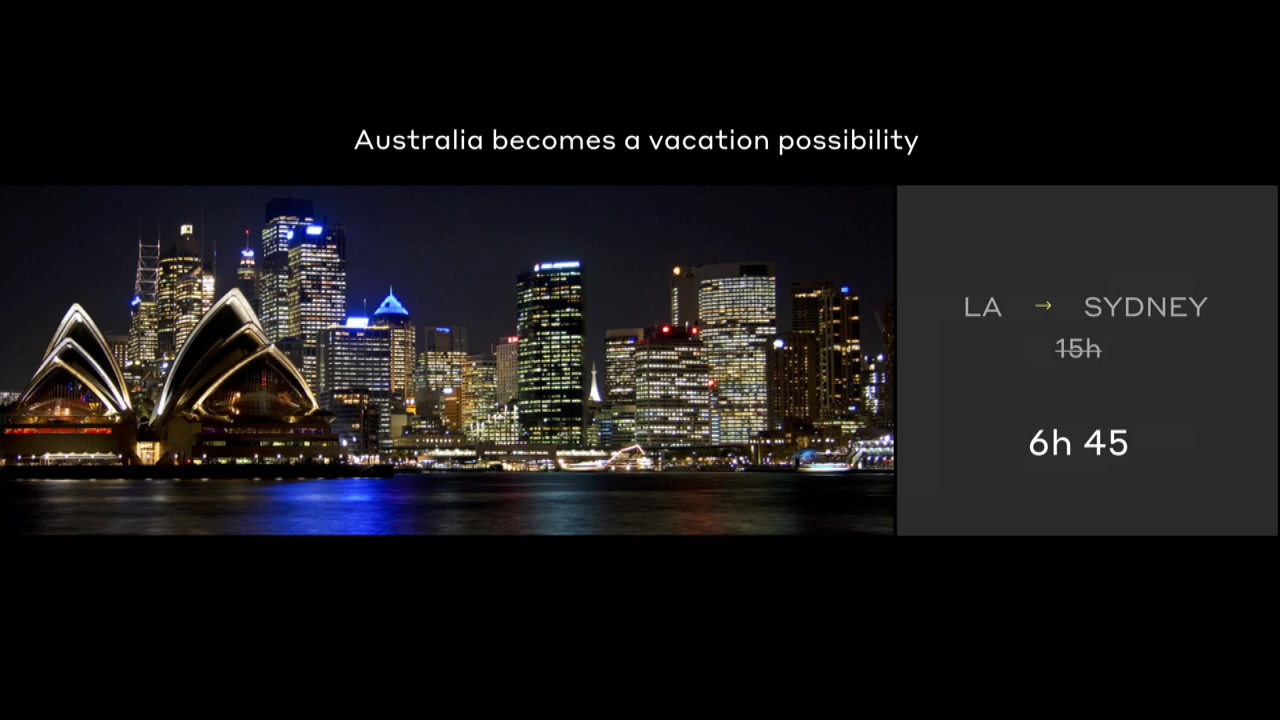 Australia becomes a vacation possibility
LA → SYDNEY
15h
6h 45